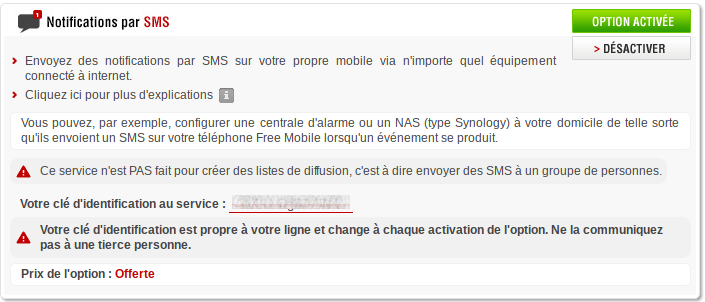 1
Notifications par SMS
OPTION ACTIVÉE
> DÉSACTIVER
Envoyez des notifications par SMS sur votre propre mobile via n'importe quel équipement
connecté à internet.
Cliquez ici pour plus d'explications i
Vous pouvez, par exemple, configurer une centrale d'alarme ou un NAS (type Synology) à votre domicile de telle sorte
qu'ils envoient un SMS sur votre téléphone Free Mobile lorsqu'un événement se produit.
Ce service n'est PAS fait pour créer des listes de diffusion, c'est à dire envoyer des SMS à un groupe de personnes.
Votre clé d'identification au service :
Votre clé d'identification est propre à votre ligne et change à chaque activation de l'option. Ne la communiquez
pas à une tierce personne.
Prix de l'option : Offerte